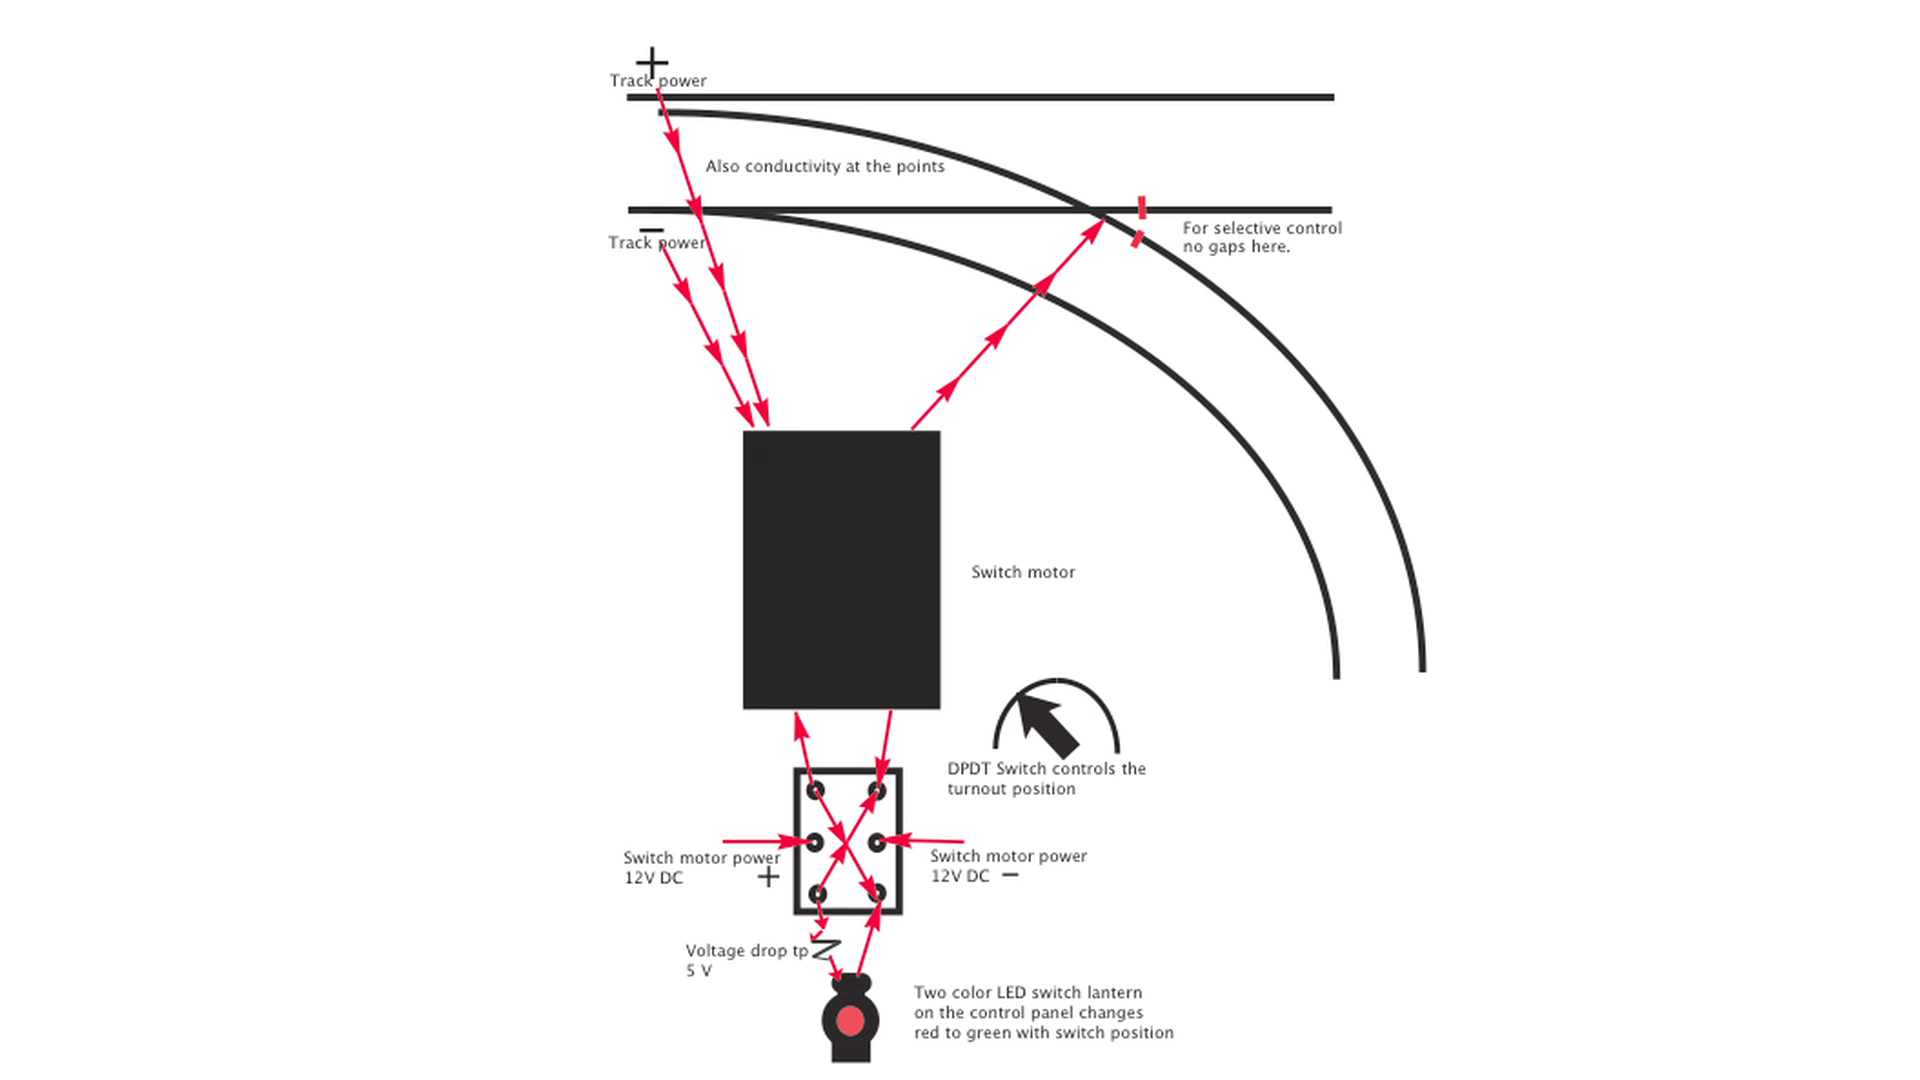 +
Track power
Also conductivity at the points
−
Track power
For selective control
no gaps here.
Switch motor
DPDT Switch controls the
turnout position
Switch motor power
12V DC +
Switch motor power
12V DC −
Voltage drop tp
5 V
Two color LED switch lantern
on the control panel changes
red to green with switch position